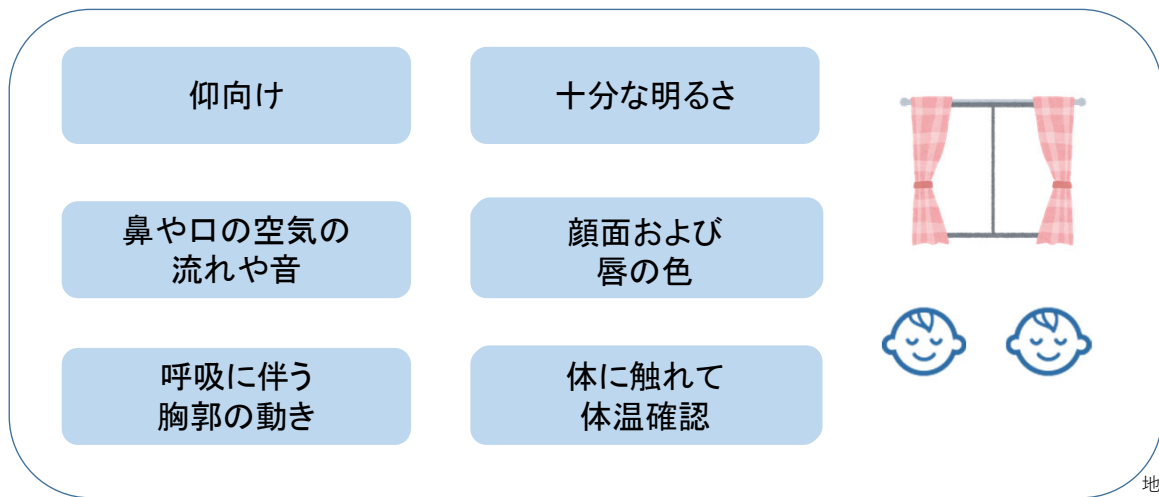 仰向け
十分な明るさ
鼻や口の空気の
流れや音
顔面および
唇の色
呼吸に伴う
胸郭の動き
体に触れて
体温確認
地